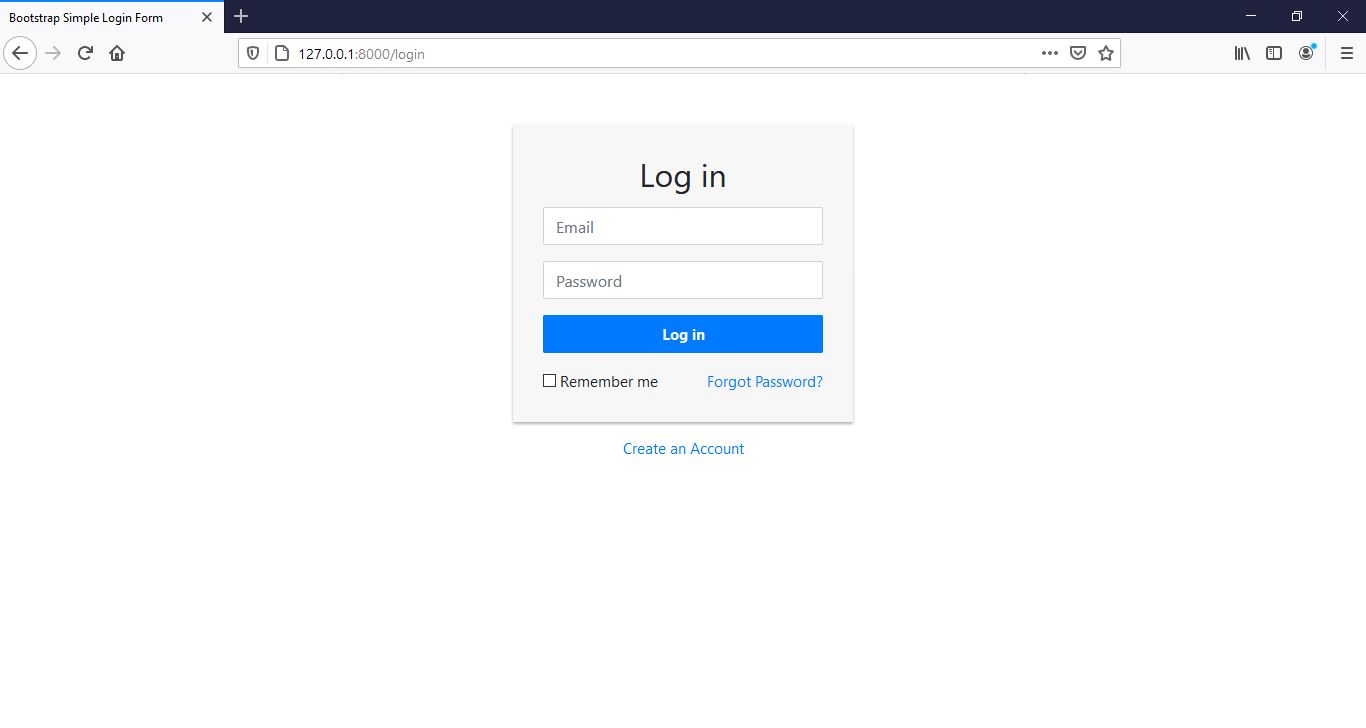 Bootstrap Simple Login Form
127.0.0.1:8000/login
Log in
Email
Password
Log in
Remember me Forgot Password?
Create an Account